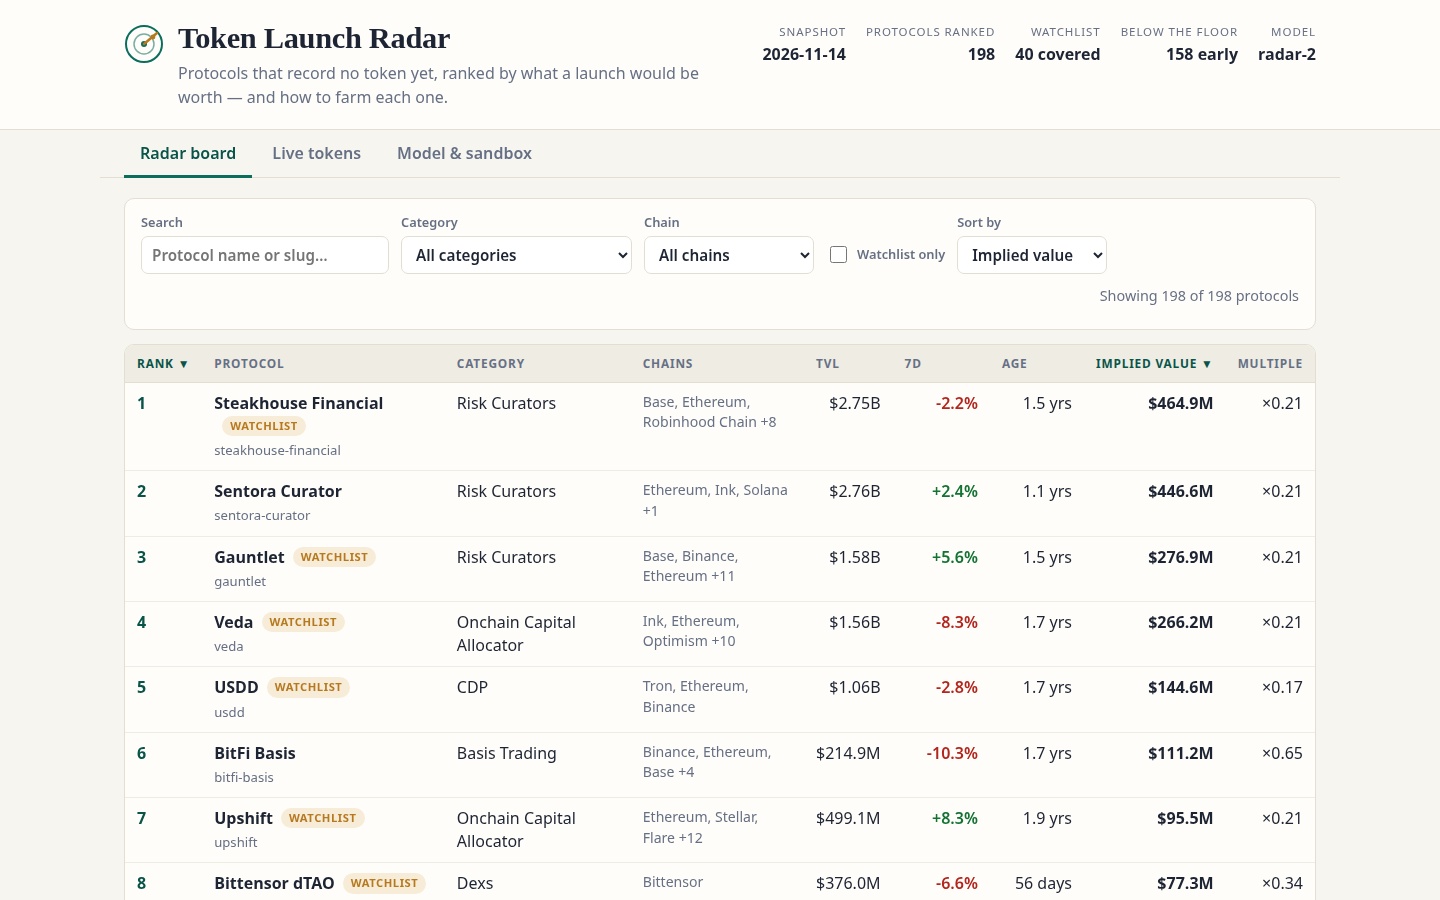 Token Launch Radar
Protocols that record no token yet, ranked by what a launch would be
worth — and how to farm each one.
SNAPSHOT PROTOCOLS RANKED WATCHLIST BELOW THE FLOOR MODEL
2026-11-14 198 40 covered 158 early radar-2
Radar board Live tokens Model & sandbox
Search Category Chain Sort by
Protocol name or slug... All categories All chains Watchlist only Implied value
Showing 198 of 198 protocols
RANK ▼ PROTOCOL CATEGORY CHAINS TVL 7D AGE IMPLIED VALUE ▼ MULTIPLE
1 Steakhouse Financial Risk Curators Base, Ethereum, $2.75B -2.2% 1.5 yrs $464.9M ×0.21
WATCHLIST Robinhood Chain +8
steakhouse-financial
2 Sentora Curator Risk Curators Ethereum, Ink, Solana $2.76B +2.4% 1.1 yrs $446.6M ×0.21
sentora-curator +1
3 Gauntlet WATCHLIST Risk Curators Base, Binance, $1.58B +5.6% 1.5 yrs $276.9M ×0.21
gauntlet Ethereum +11
4 Veda WATCHLIST Onchain Capital Ink, Ethereum, $1.56B -8.3% 1.7 yrs $266.2M ×0.21
veda Allocator Optimism +10
5 USDD WATCHLIST CDP Tron, Ethereum, $1.06B -2.8% 1.7 yrs $144.6M ×0.17
usdd Binance
6 BitFi Basis Basis Trading Binance, Ethereum, $214.9M -10.3% 1.7 yrs $111.2M ×0.65
bitfi-basis Base +4
7 Upshift WATCHLIST Onchain Capital Ethereum, Stellar, $499.1M +8.3% 1.9 yrs $95.5M ×0.21
upshift Allocator Flare +12
8 Bittensor dTAO WATCHLIST Dexs Bittensor $376.0M -6.6% 56 days $77.3M ×0.34